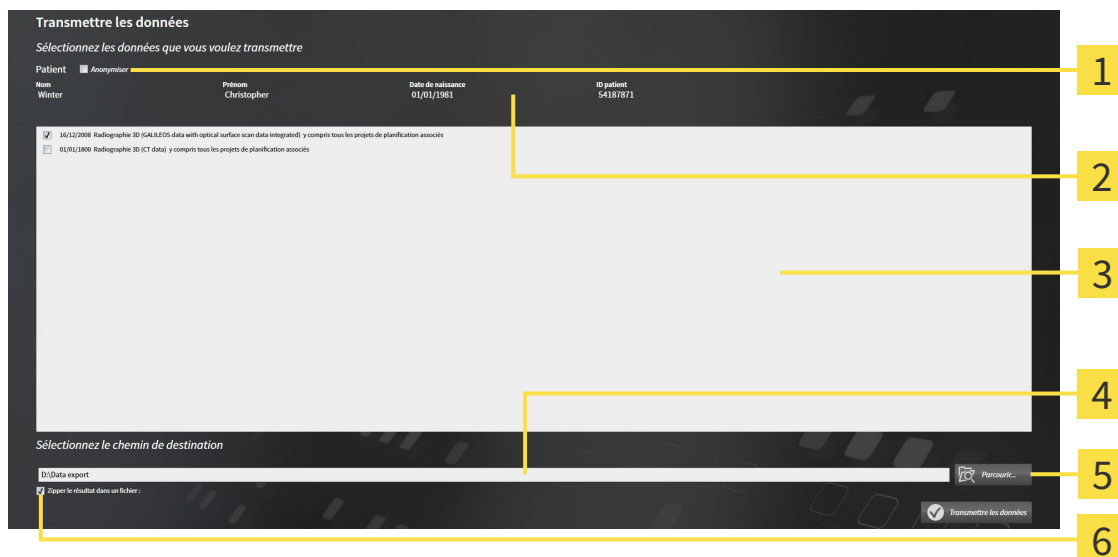 Transmettre les données
Sélectionnez les données que vous voulez transmettre
Patient Anonymiser
1
Nom Prénom Date de naissance ID patient
Winter Christopher 01/01/1981 54187871
16/12/2008 Radiographie 3D (GALILEOS data with optical surface scan data integrated) y compris tous les projets de planification associés
01/01/1800 Radiographie 3D (CT data) y compris tous les projets de planification associés
2
3
4
Sélectionnez le chemin de destination
D:\Data export Parcourir...
5
Zipper le résultat dans un fichier :
Transmettre les données
6